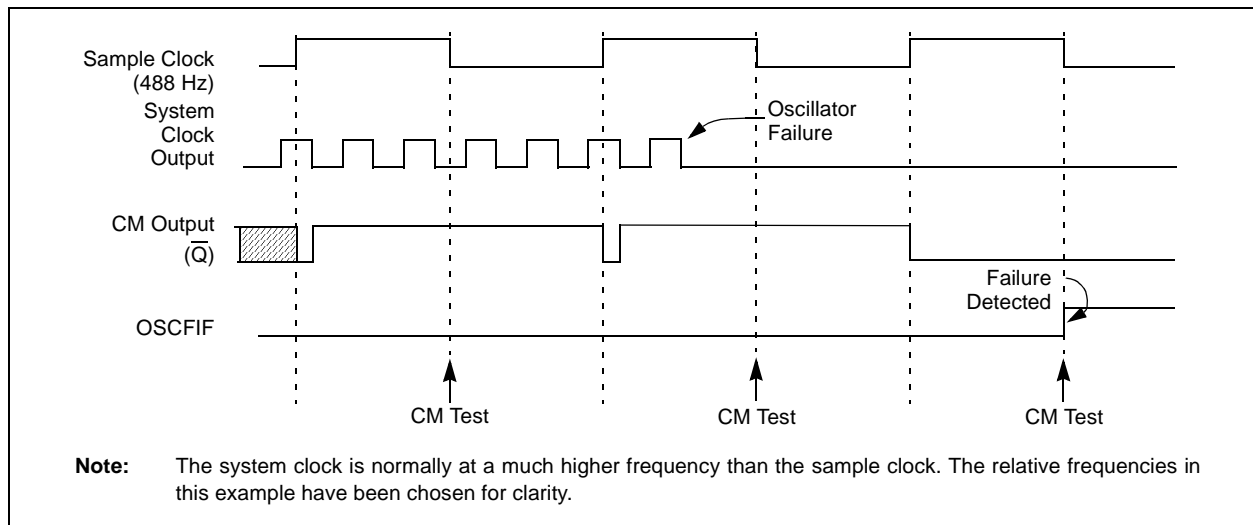 Sample Clock
(488 Hz)
System
Clock
Output
Oscillator
Failure
CM Output
(Q̅)
Failure
Detected
OSCFIF
CM Test
CM Test
CM Test
Note: The system clock is normally at a much higher frequency than the sample clock. The relative frequencies in
this example have been chosen for clarity.